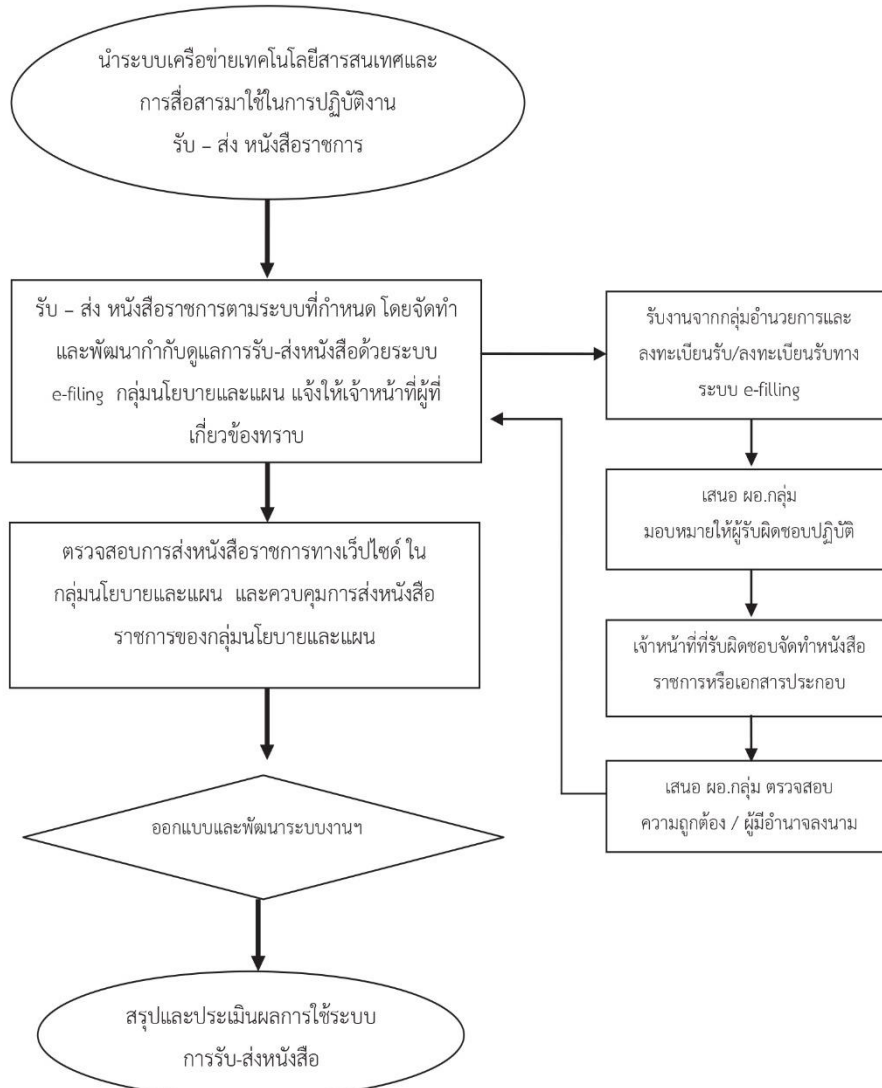 นำระบบเครือข่ายเทคโนโลยีสารสนเทศและ
การสื่อสารมาใช้ในการปฏิบัติงาน
รับ – ส่ง หนังสือราชการ
รับ – ส่ง หนังสือราชการตามระบบที่กำหนด โดยจัดทำ
และพัฒนากำกับดูแลการรับ-ส่งหนังสือด้วยระบบ
e-filing กลุ่มนโยบายและแผน แจ้งให้เจ้าหน้าที่ผู้ที่
เกี่ยวข้องทราบ
ตรวจสอบการส่งหนังสือราชการทางเว็ปไซด์ ใน
กลุ่มนโยบายและแผน และควบคุมการส่งหนังสือ
ราชการของกลุ่มนโยบายและแผน
ออกแบบและพัฒนาระบบงานฯ
สรุปและประเมินผลการใช้ระบบ
การรับ-ส่งหนังสือ
รับงานจากกลุ่มอำนวยการและ
ลงทะเบียนรับ/ลงทะเบียนรับทาง
ระบบ e-filling
เสนอ ผอ.กลุ่ม
มอบหมายให้ผู้รับผิดชอบปฏิบัติ
เจ้าหน้าที่ที่รับผิดชอบจัดทำหนังสือ
ราชการหรือเอกสารประกอบ
เสนอ ผอ.กลุ่ม ตรวจสอบ
ความถูกต้อง / ผู้มีอำนาจลงนาม